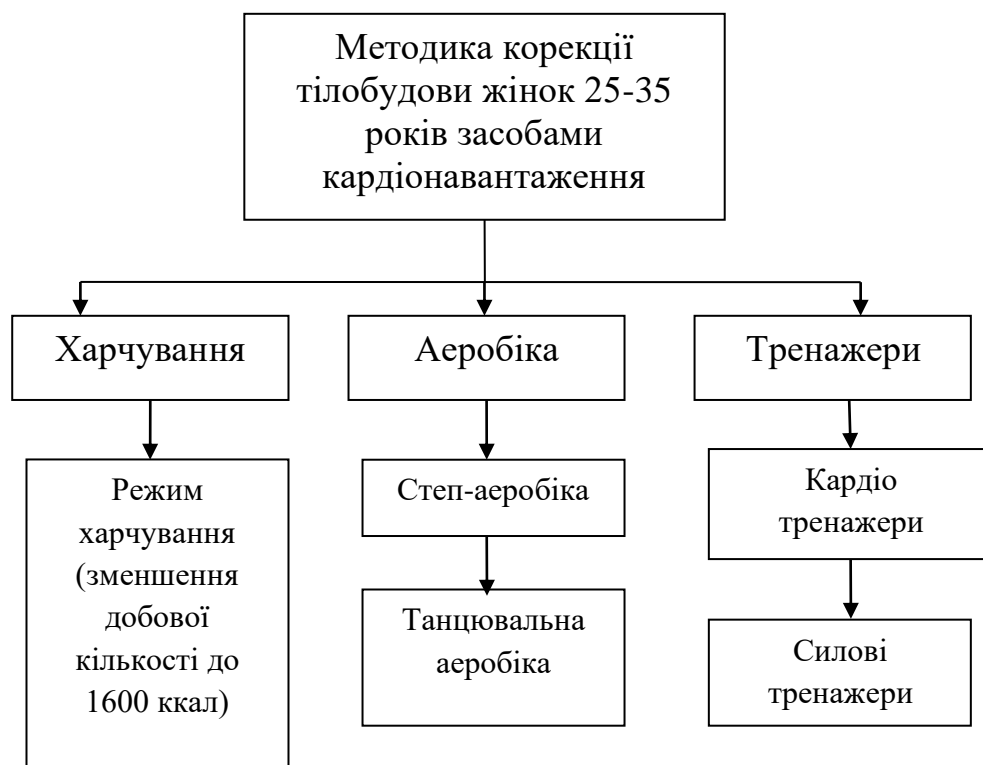 Методика корекції
тілобудови жінок 25-35
років засобами
кардіонавантаження
Харчування
Аеробіка
Тренажери
Режим
харчування
(зменшення
добової
кількості до
1600 ккал)
Степ-аеробіка
Танцювальна
аеробіка
Кардіо
тренажери
Силові
тренажери